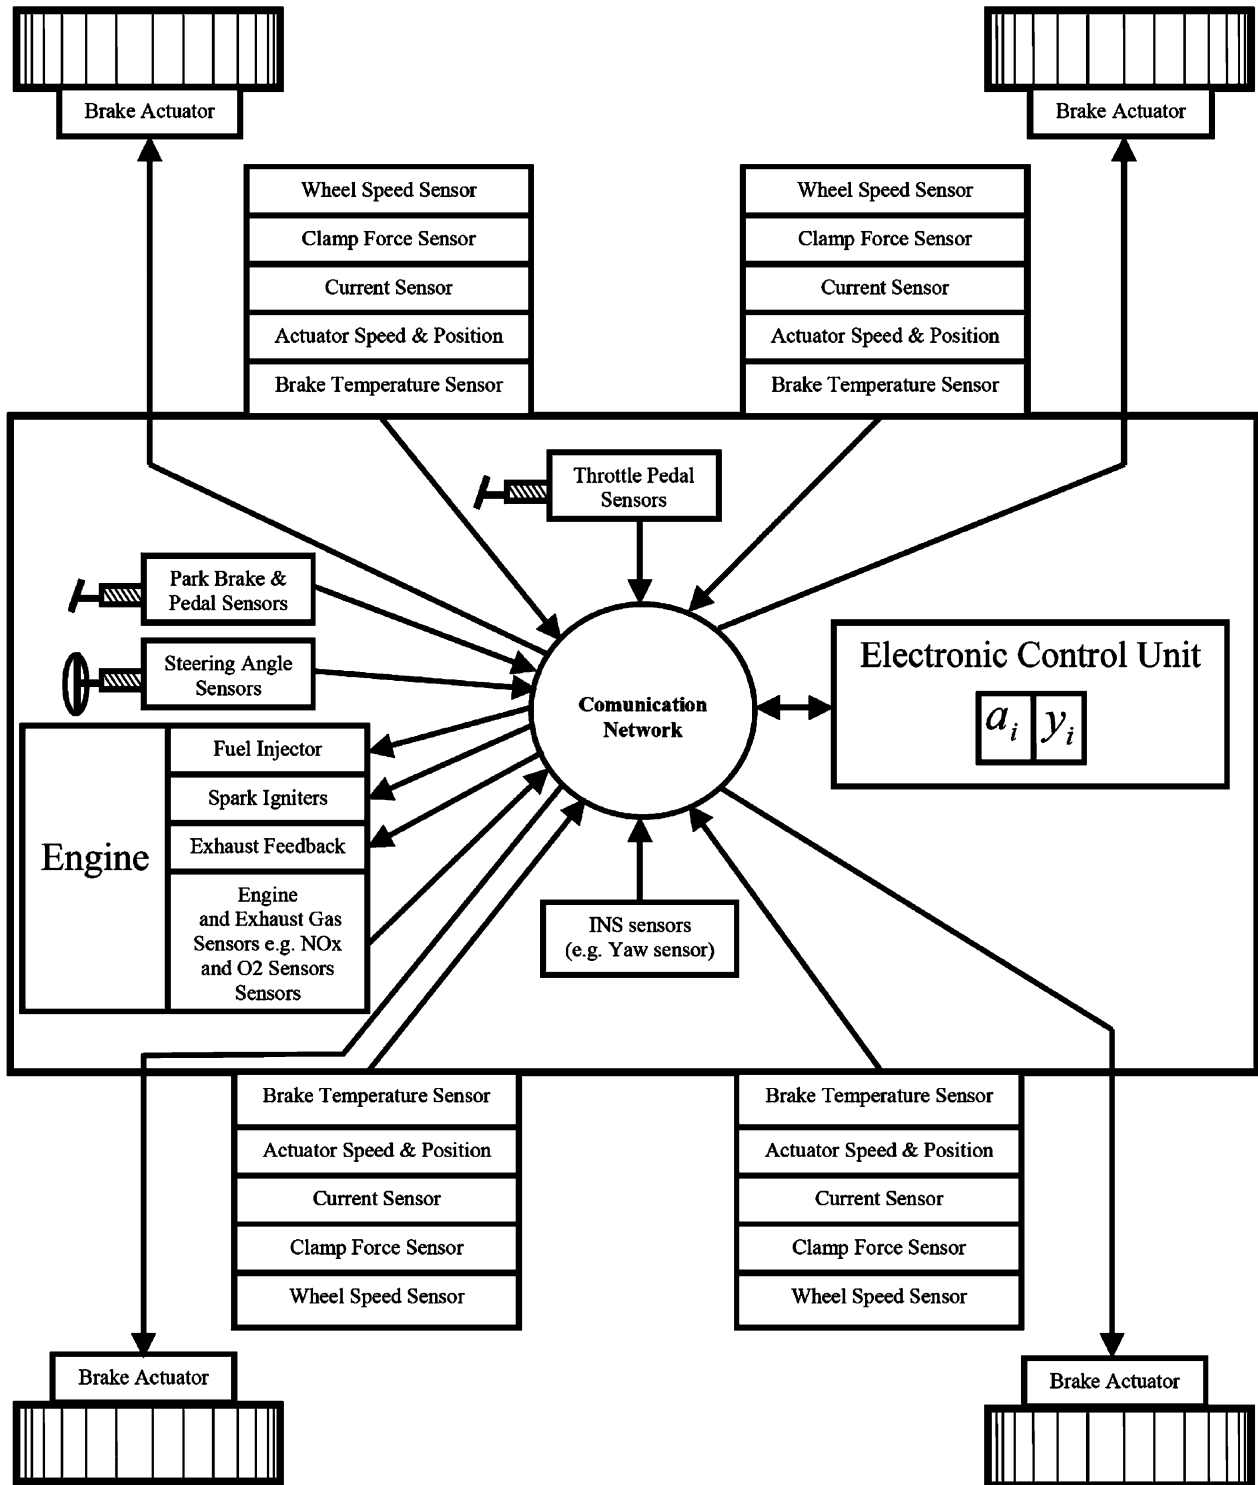 Brake Actuator
Brake Actuator
Wheel Speed Sensor
Clamp Force Sensor
Current Sensor
Actuator Speed & Position
Brake Temperature Sensor
Wheel Speed Sensor
Clamp Force Sensor
Current Sensor
Actuator Speed & Position
Brake Temperature Sensor
Throttle Pedal
Sensors
Park Brake &
Pedal Sensors
Steering Angle
Sensors
Comunication
Network
Electronic Control Unit
a_i y_i
Engine
Fuel Injector
Spark Igniters
Exhaust Feedback
Engine
and Exhaust Gas
Sensors e.g. NOx
and O2 Sensors
Sensors
INS sensors
(e.g. Yaw sensor)
Brake Temperature Sensor
Actuator Speed & Position
Current Sensor
Clamp Force Sensor
Wheel Speed Sensor
Brake Temperature Sensor
Actuator Speed & Position
Current Sensor
Clamp Force Sensor
Wheel Speed Sensor
Brake Actuator
Brake Actuator